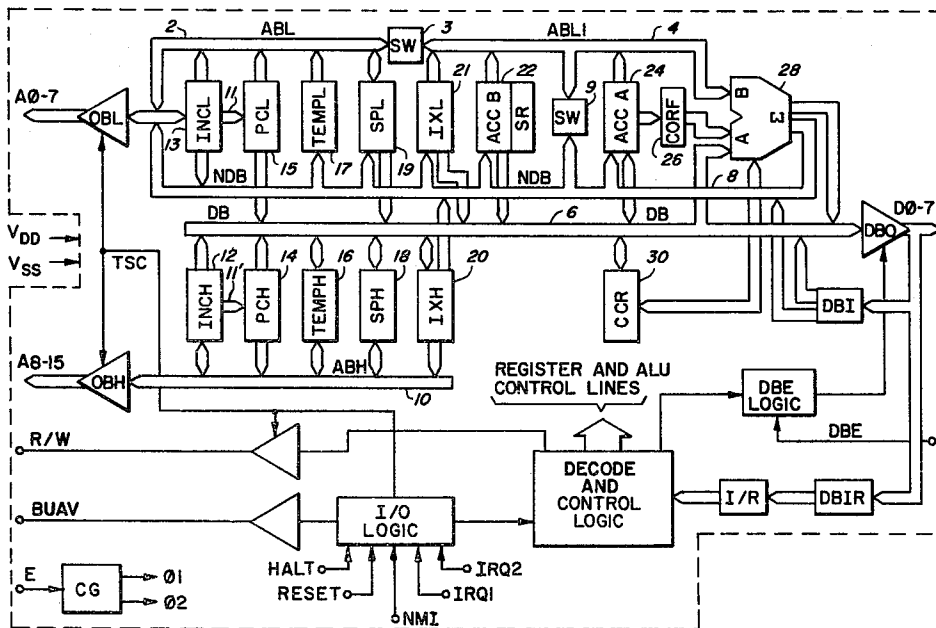 2 ABL 3 ABLI 4
SW
A0-7 OBL
INCL 11 PCL TEMPL SPL IXL 21 ACC B SR 22 SW 9 ACC A 24 CORF 26 B A Σ 28
13 15 17 19
NDB NDB 8
DB 6 DB
DBO D0-7
VDD
VSS
TSC
INCH 12 11' PCH 14 TEMPH 16 SPH 18 IXH 20 CCR 30
DBI
A8-15 OBH
ABH 10
REGISTER AND ALU
CONTROL LINES
DBE
LOGIC
DBE
R/W
DECODE
AND
CONTROL
LOGIC
I/R DBIR
BUAV
I/O
LOGIC
HALT
RESET
NMI
IRQ1
IRQ2
E CG Ø1
Ø2